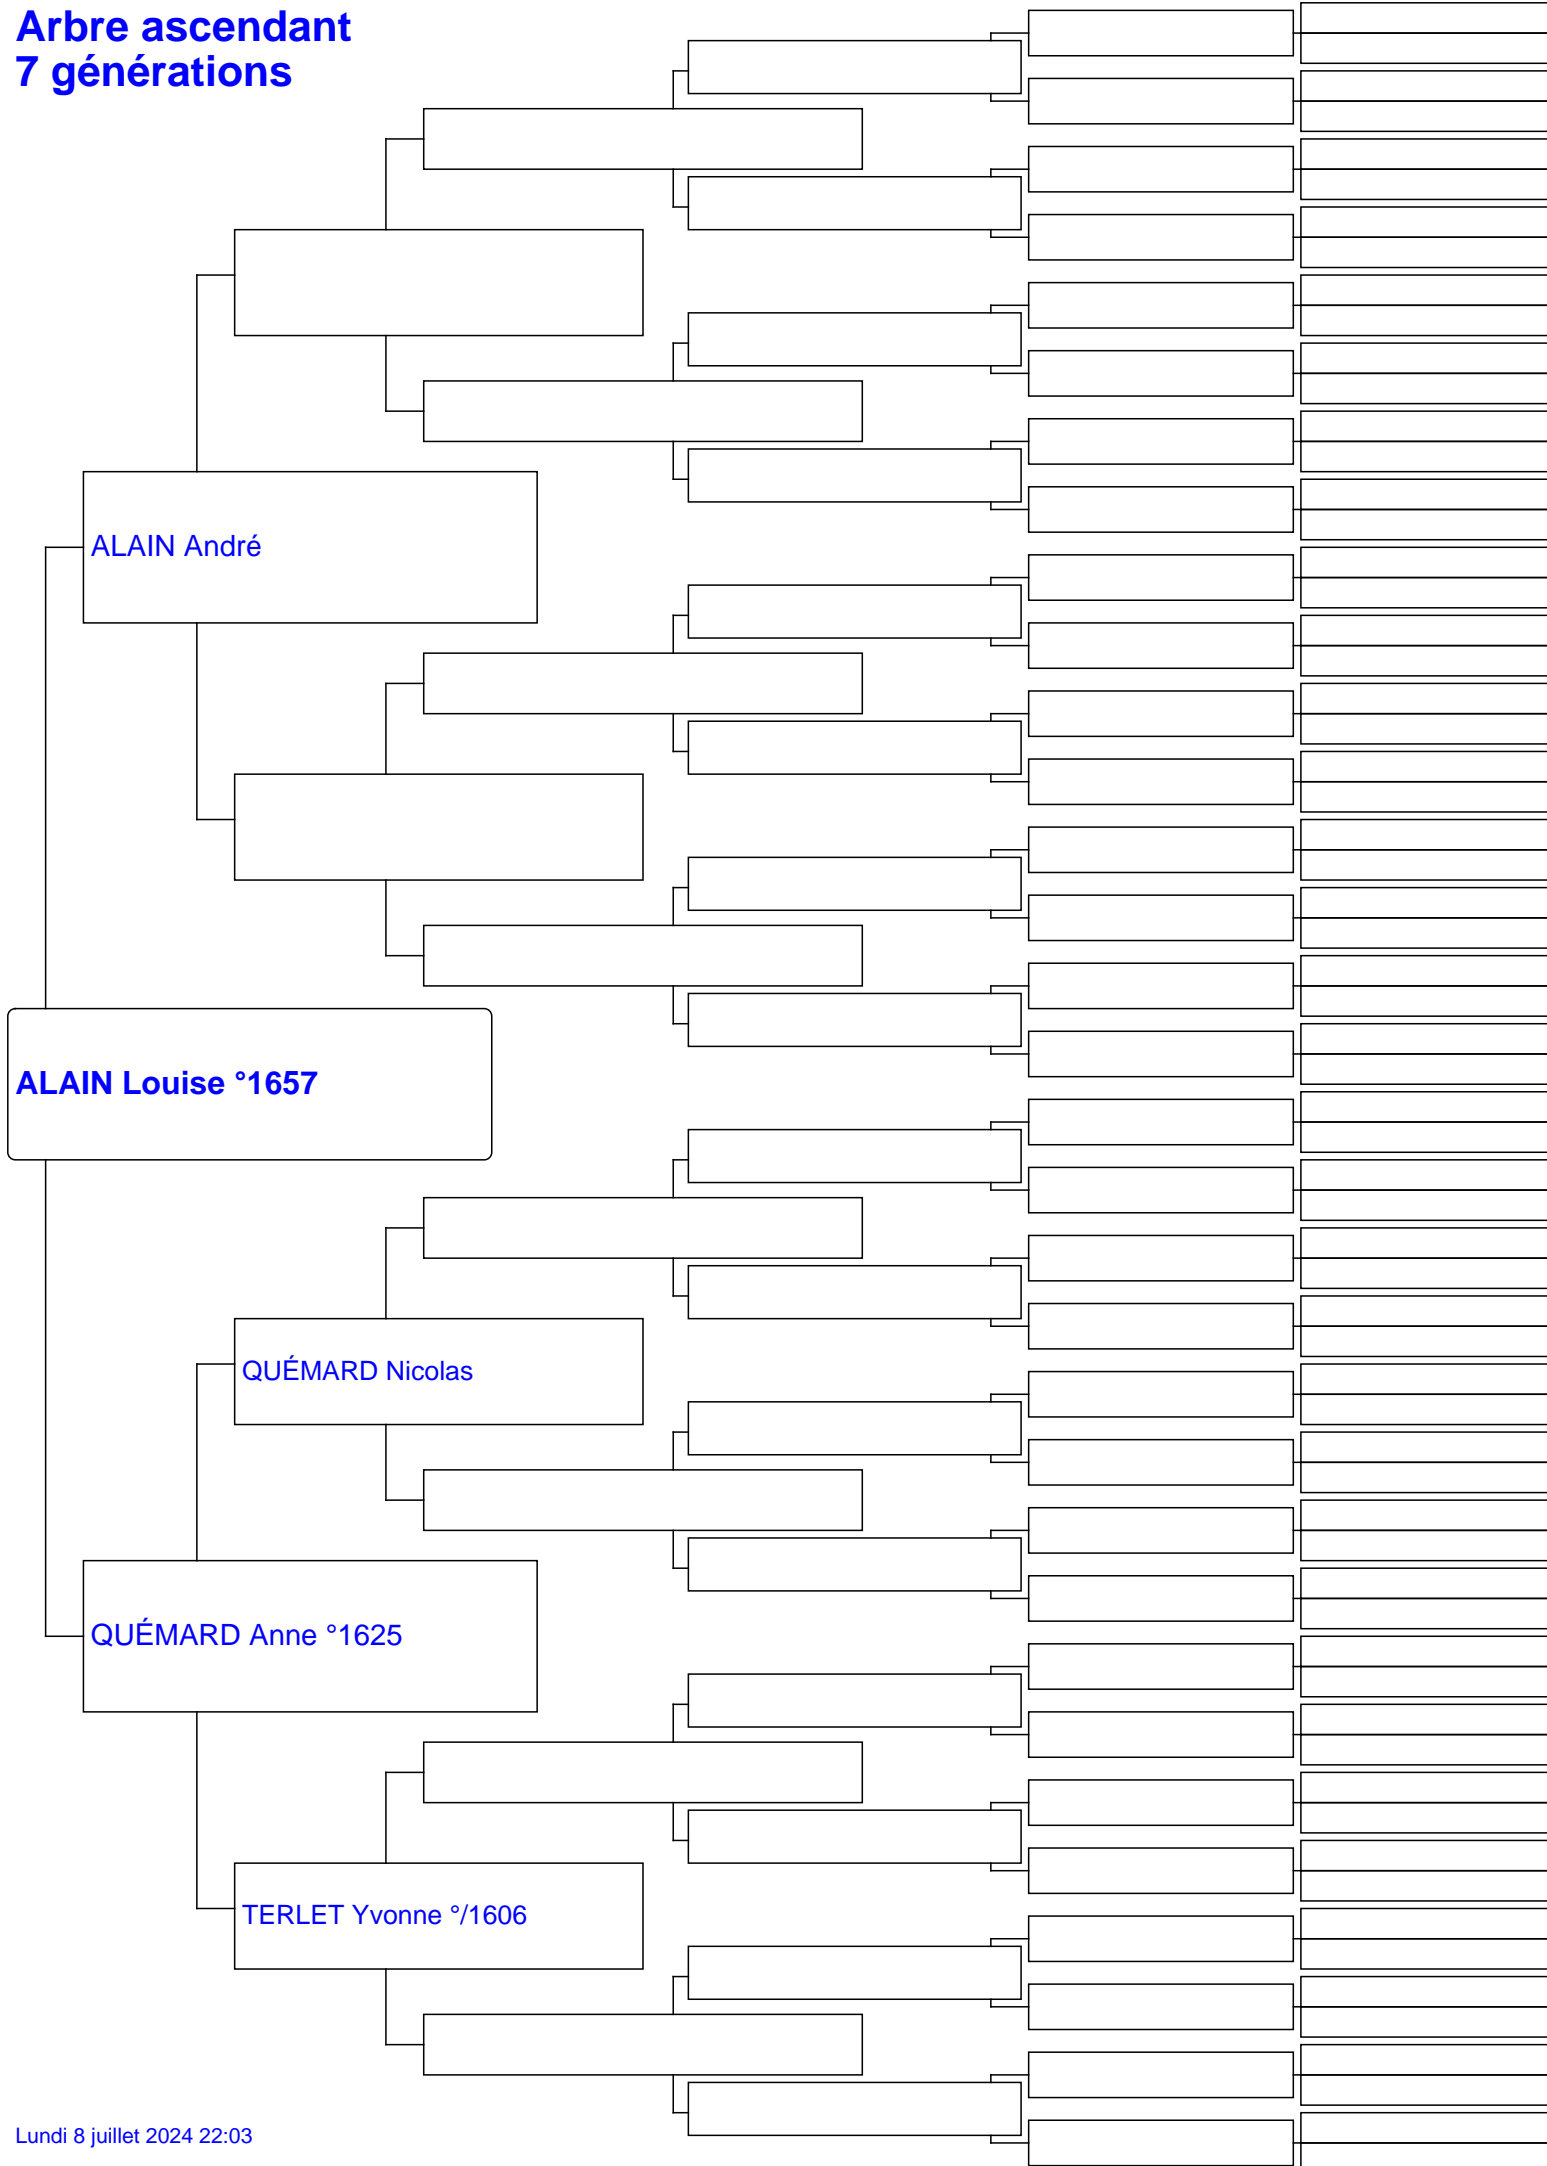 Arbre ascendant
7 générations
ALAIN André
ALAIN Louise °1657
QUÉMARD Nicolas
QUÉMARD Anne °1625
TERLET Yvonne °/1606
Lundi 8 juillet 2024 22:03